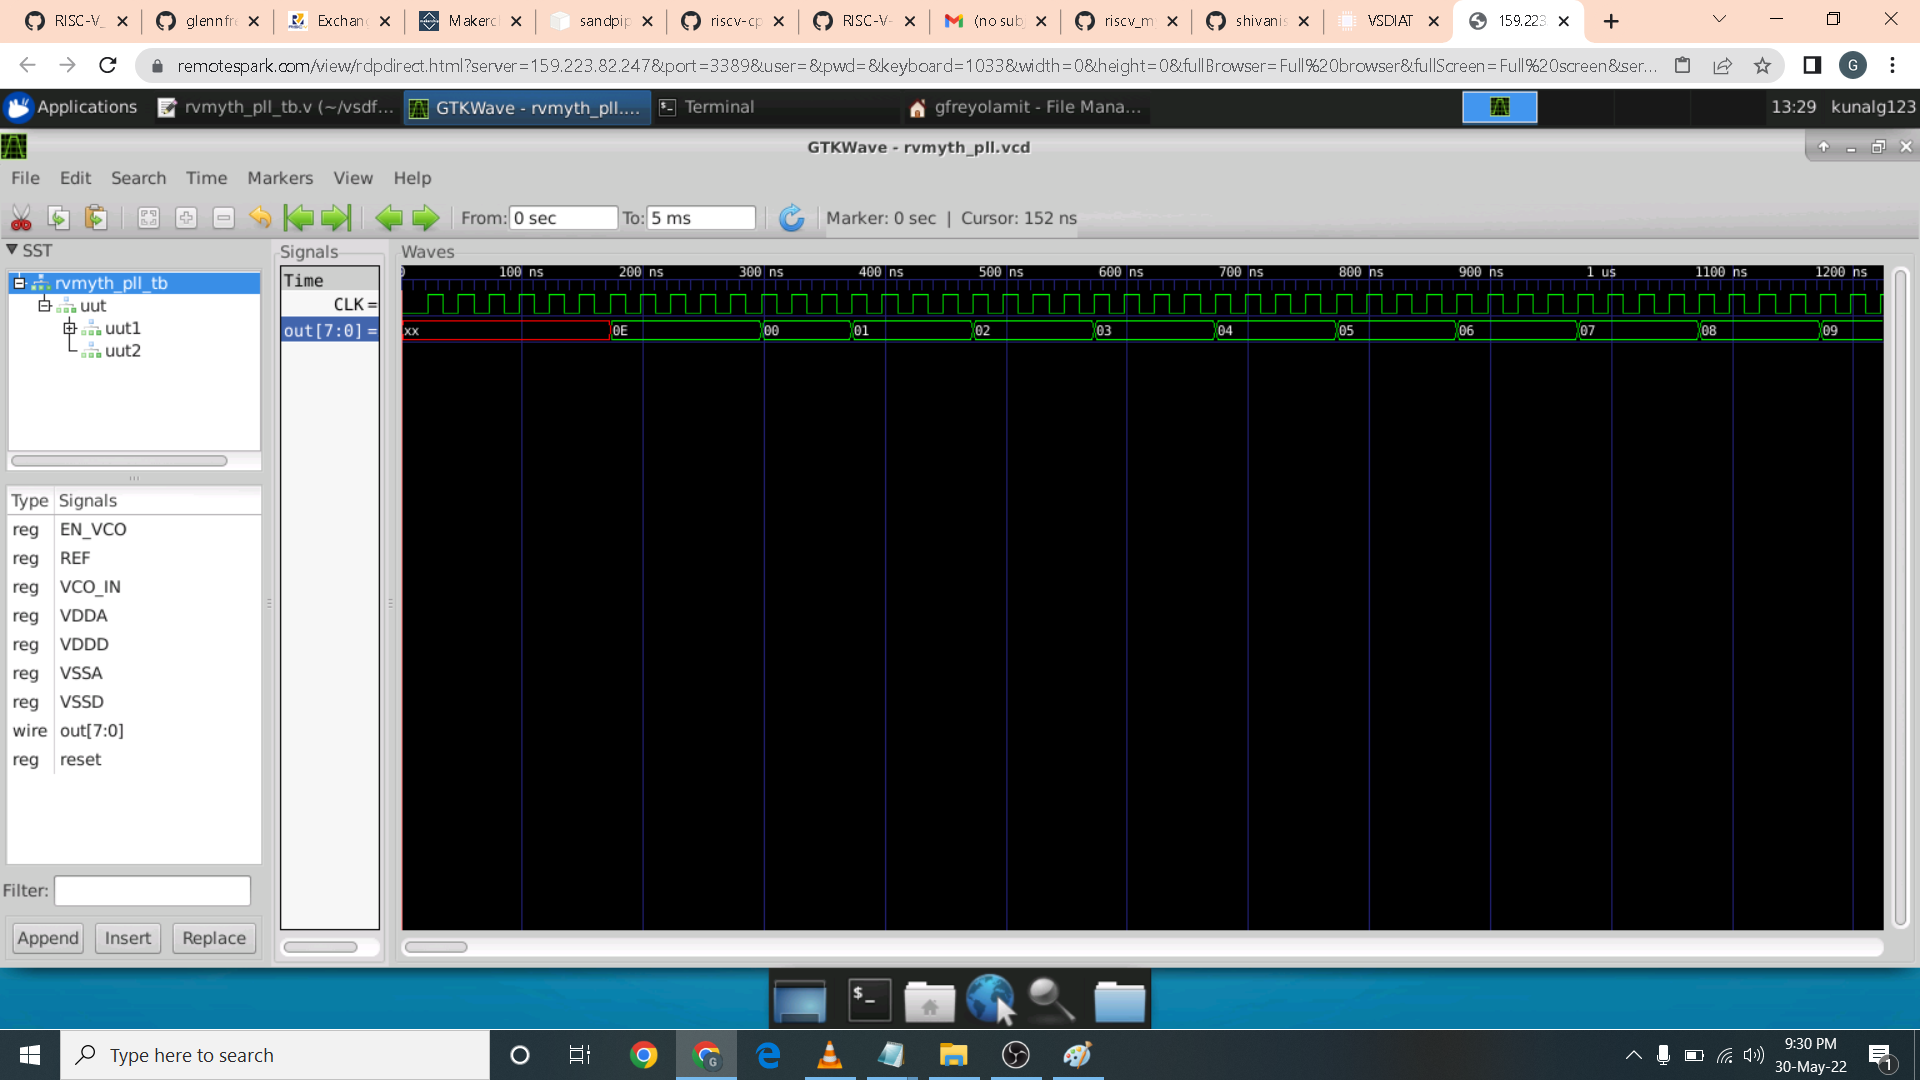 RISC-V_
glennfre
Exchan
Makerch
sandpip
riscv-cp
RISC-V-
(no subj
riscv_my
shivanis
VSDIAT
159.223.
remotespark.com/view/rdpdirect.html?server=159.223.82.247&port=3389&user=&pwd=&keyboard=1033&width=0&height=0&fullBrowser=Full%20browser&fullScreen=Full%20screen&ser...
G
Applications
rvmyth_pll_tb.v (~/vsdf...
GTKWave - rvmyth_pll....
Terminal
gfreyolamit - File Mana...
13:29
kunalg123
GTKWave - rvmyth_pll.vcd
File Edit Search Time Markers View Help
From: 0 sec To: 5 ms Marker: 0 sec | Cursor: 152 ns
SST
rvmyth_pll_tb
uut
uut1
uut2
Type Signals
reg EN_VCO
reg REF
reg VCO_IN
reg VDDA
reg VDDD
reg VSSA
reg VSSD
wire out[7:0]
reg reset
Filter:
Append Insert Replace
Signals
Time
CLK =
out[7:0] =
Waves
0 100 ns 200 ns 300 ns 400 ns 500 ns 600 ns 700 ns 800 ns 900 ns 1 us 1100 ns 1200 ns
xx 0E 00 01 02 03 04 05 06 07 08 09
$_
Type here to search
G
9:30 PM
30-May-22
1